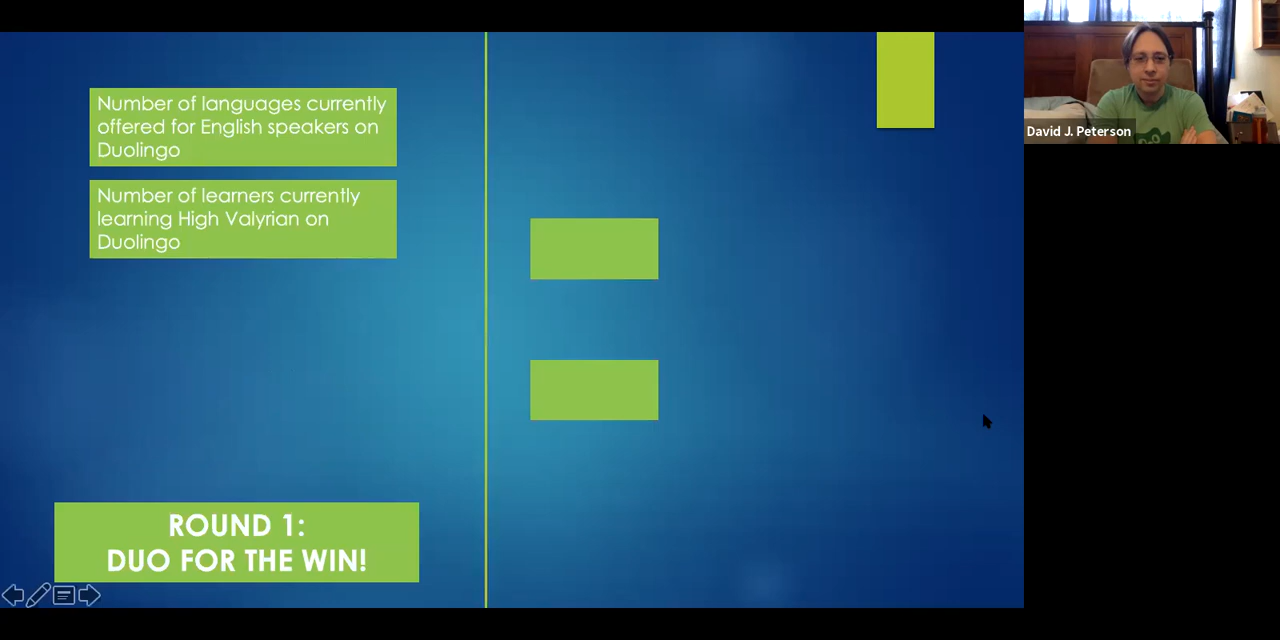 Number of languages currently
offered for English speakers on
Duolingo
Number of learners currently
learning High Valyrian on
Duolingo
ROUND 1:
DUO FOR THE WIN!
David J. Peterson